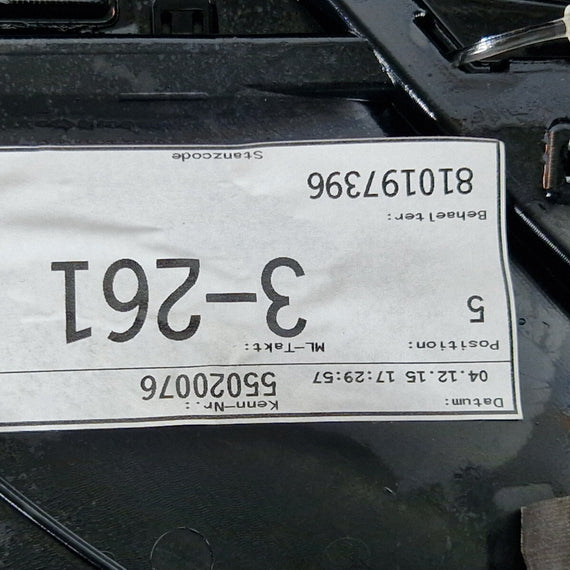 Datum: Kenn-Nr.:
04.12.15 17:29:57 55020076
Position: ML-Takt:
5 3-261
Behaelter:
810197396
Stanzcode